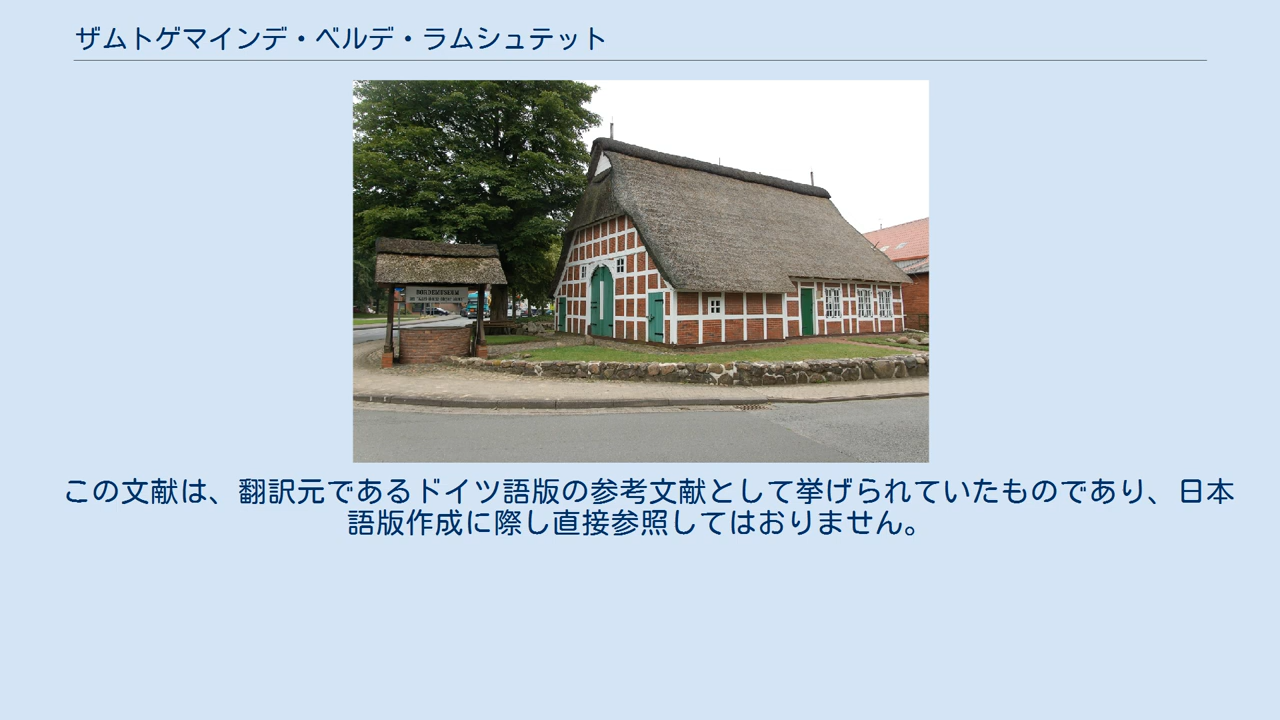 ザムトゲマインデ・ベルデ・ラムシュテット
この文献は、翻訳元であるドイツ語版の参考文献として挙げられていたものであり、日本
語版作成に際し直接参照してはおりません。